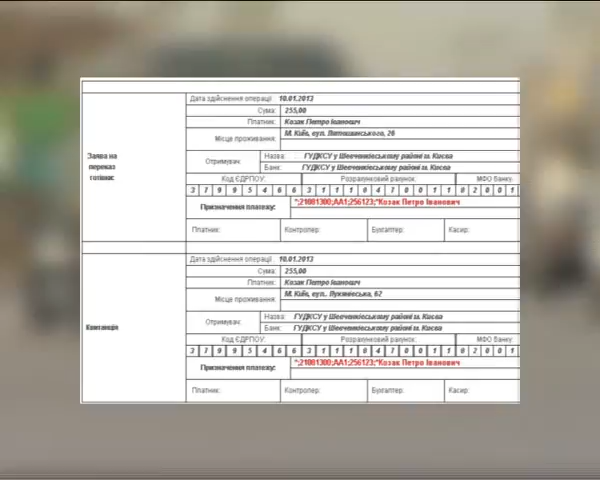 Дата здійснення операції: 10.01.2013
Сума: 255,00
Платник: Козак Петро Іванович
Місце проживання: М. Київ, вул. Лятошинського, 26
Заява на переказ готівки:
Отримувач: Назва: ГУДКСУ у Шевченківському районі м. Києва
Банк: ГУДКСУ у Шевченківському районі м. Києва
Код ЄДРПОУ: Розрахунковий рахунок: МФО Банку:
3 7 9 9 5 4 6 6 3 1 1 1 8 4 7 0 0 1 1 0 2 0 0 1
Призначення платежу: *;21081300;АА1;256123;*Козак Петро Іванович
Платник: Контролер: Бухгалтер: Касир:
Дата здійснення операції: 10.01.2013
Сума: 255,00
Платник: Козак Петро Іванович
Місце проживання: М. Київ, вул. Лук'янівська, 62
Квитанція
Отримувач: Назва: ГУДКСУ у Шевченківському районі м. Києва
Банк: ГУДКСУ у Шевченківському районі м. Києва
Код ЄДРПОУ: Розрахунковий рахунок: МФО Банку:
3 7 9 9 5 4 6 6 3 1 1 1 8 4 7 0 0 1 1 0 2 0 0 1
Призначення платежу: *;21081300;АА1;256123;*Козак Петро Іванович
Платник: Контролер: Бухгалтер: Касир: